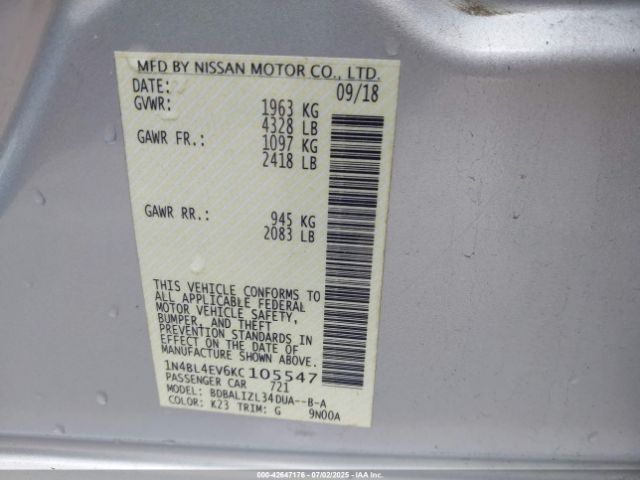 MFD BY NISSAN MOTOR CO., LTD.
DATE: 09/18
GVWR: 1963 KG
4328 LB
GAWR FR.: 1097 KG
2418 LB
GAWR RR.: 945 KG
2083 LB
THIS VEHICLE CONFORMS TO
ALL APPLICABLE FEDERAL
MOTOR VEHICLE SAFETY,
BUMPER, AND THEFT
PREVENTION STANDARDS IN
EFFECT ON THE DATE OF
MANUFACTURE SHOWN ABOVE.
1N4BL4EV6KC105547
PASSENGER CAR 721
MODEL: BDBALIZL34DUA--B-A
COLOR: K23 TRIM: G 9N00A
000-42647176 - 07/02/2025 - IAA Inc.